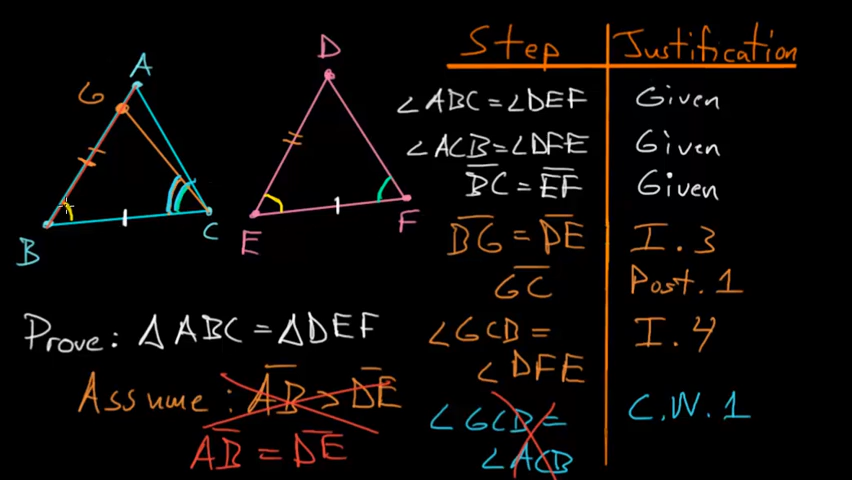 Step Justification
∠ABC=∠DEF Given
∠ACB=∠DFE Given
BC=EF Given
BG=DE I.3
GC Post.1
∠GCB= I.4
∠DFE
∠GCB= C.N.1
∠ACB
A
G
B
C
D
E
F
Prove: △ABC=△DEF
Assume: AB>DE
AB=DE